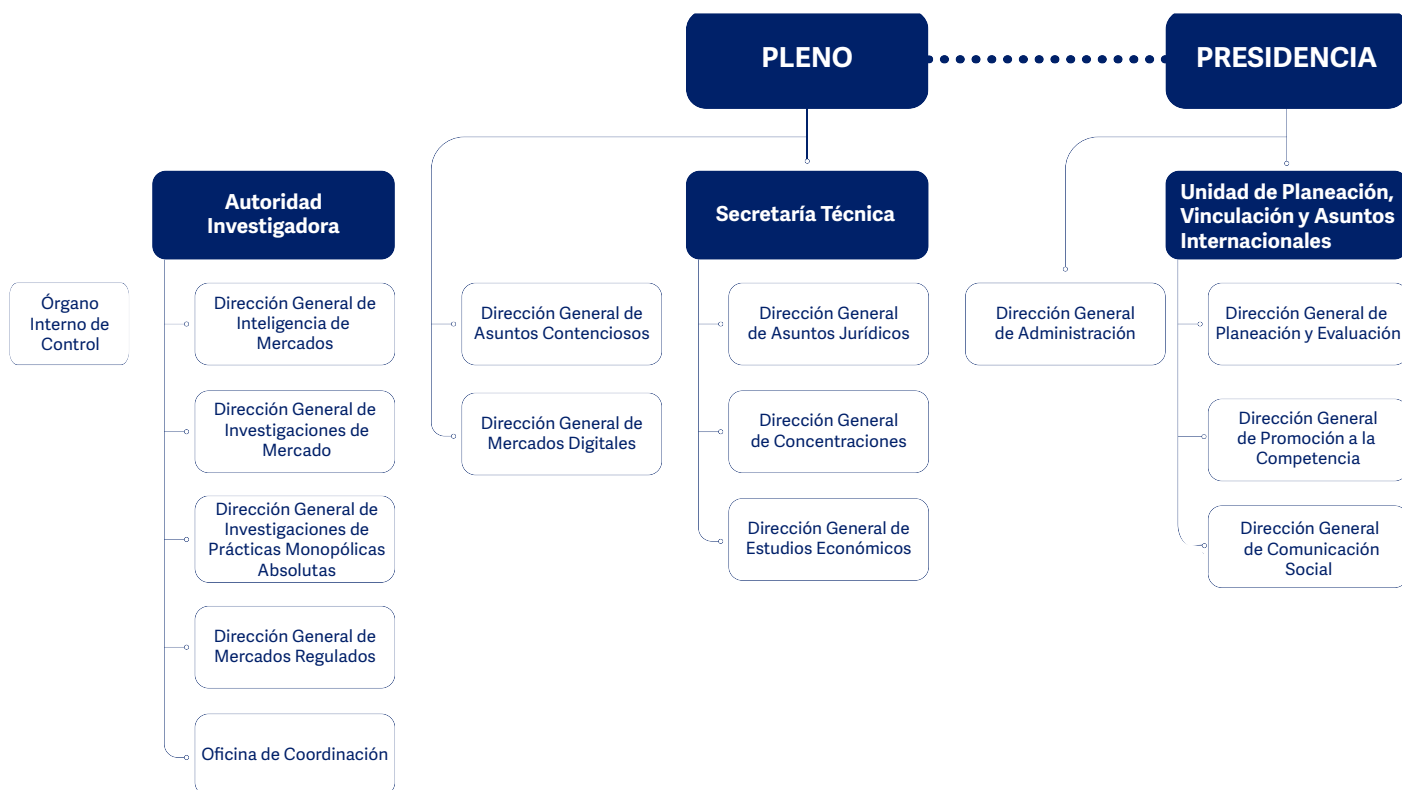 PLENO
PRESIDENCIA
Autoridad
Investigadora
Secretaría Técnica
Unidad de Planeación,
Vinculación y Asuntos
Internacionales
Órgano
Interno de
Control
Dirección General de
Inteligencia de
Mercados
Dirección General de
Investigaciones de
Mercado
Dirección General de
Investigaciones de
Prácticas Monopólicas
Absolutas
Dirección General de
Mercados Regulados
Oficina de Coordinación
Dirección General de
Asuntos Contenciosos
Dirección General de
Mercados Digitales
Dirección General
de Asuntos Jurídicos
Dirección General
de Concentraciones
Dirección General de
Estudios Económicos
Dirección General
de Administración
Dirección General de
Planeación y Evaluación
Dirección General
de Promoción a la
Competencia
Dirección General
de Comunicación
Social